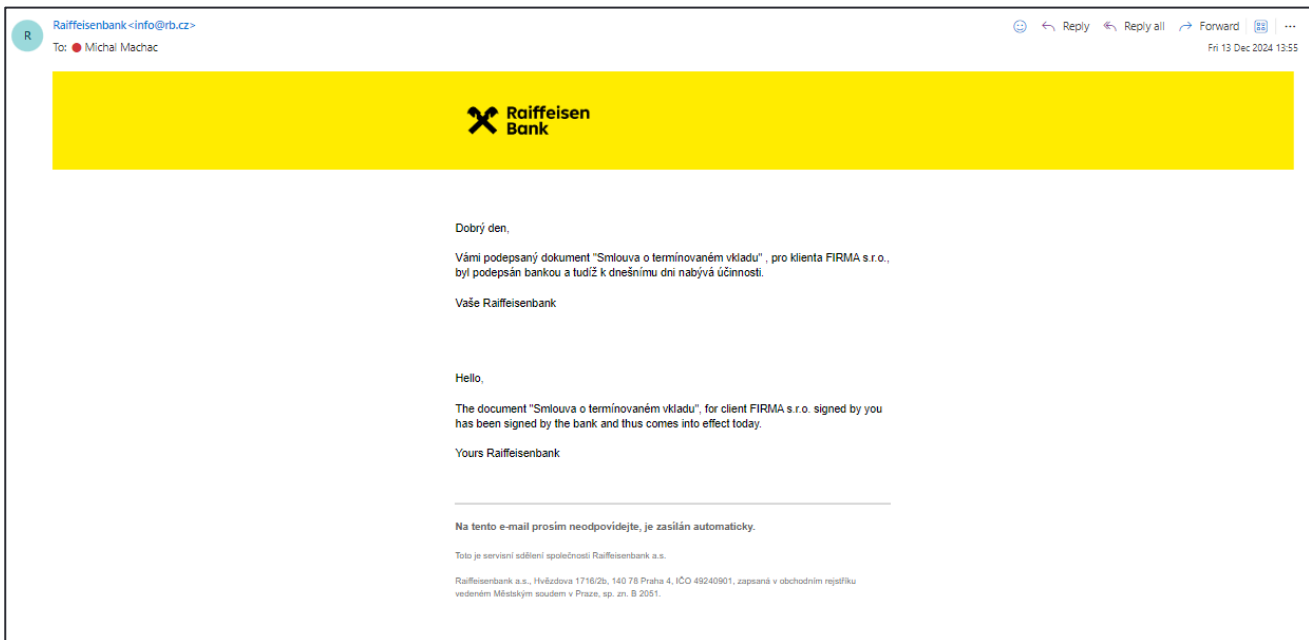 R
Raiffeisenbank<info@rb.cz>
To: Michal Machac
Reply
Reply all
Forward
Fri 13 Dec 2024 13:55
Raiffeisen
Bank
Dobrý den,
Vámi podepsaný dokument "Smlouva o termínovaném vkladu" , pro klienta FIRMA s.r.o.,
byl podepsán bankou a tudíž k dnešnímu dni nabývá účinnosti.
Vaše Raiffeisenbank
Hello,
The document "Smlouva o termínovaném vkladu", for client FIRMA s.r.o. signed by you
has been signed by the bank and thus comes into effect today.
Yours Raiffeisenbank
Na tento e-mail prosím neodpovídejte, je zasílán automaticky.
Toto je servisní sdělení společnosti Raiffeisenbank a.s.
Raiffeisenbank a.s., Hvězdova 1716/2b, 140 78 Praha 4, IČO 49240901, zapsaná v obchodním rejstříku
vedeném Městským soudem v Praze, sp. zn. B 2051.